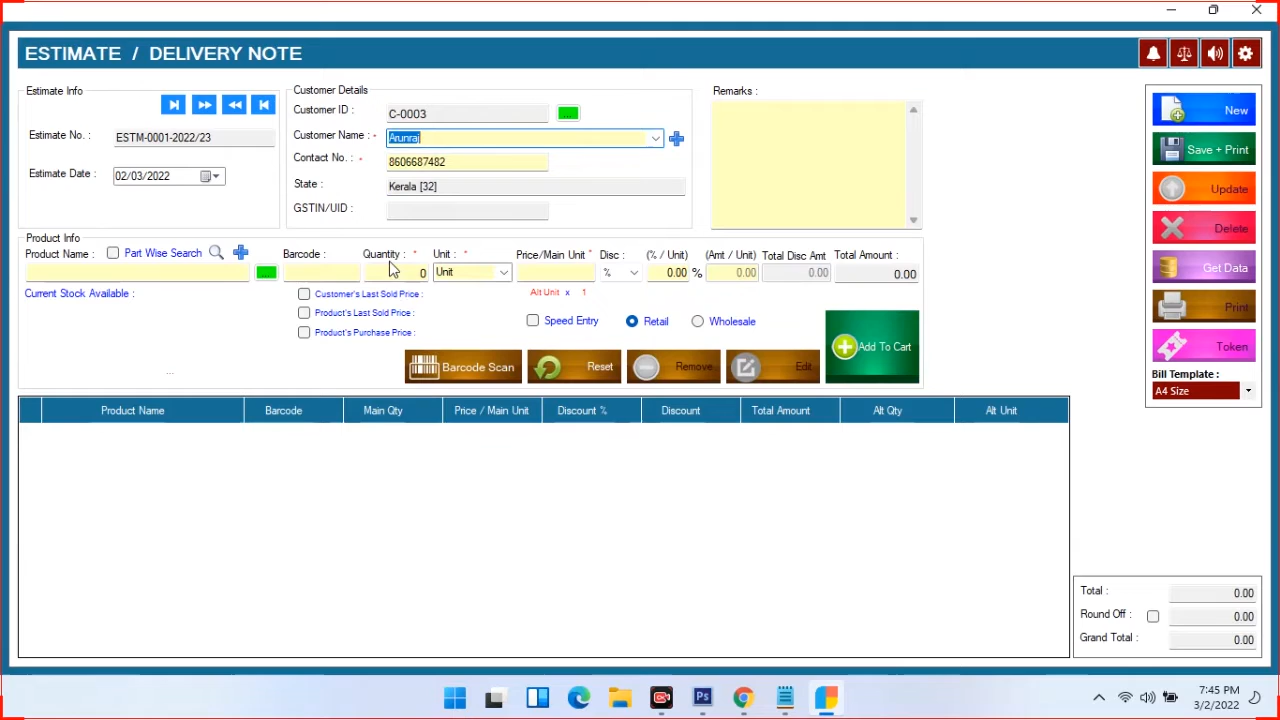 ESTIMATE / DELIVERY NOTE
Estimate Info
Estimate No. : ESTM-0001-2022/23
Estimate Date : 02/03/2022
Customer Details
Customer ID : C-0003 ...
Customer Name : * Arunraj
Contact No. : * 8606687482
State : Kerala [32]
GSTIN/UID :
Remarks :
New
Save + Print
Update
Delete
Get Data
Print
Token
Bill Template :
A4 Size
Product Info
Product Name : Part Wise Search Barcode : Quantity : * Unit : * Price/Main Unit * Disc : (% / Unit) (Amt / Unit) Total Disc Amt Total Amount :
... 0 Unit % 0.00 % 0.00 0.00 0.00
Current Stock Available : Customer's Last Sold Price : Alt Unit x 1
Product's Last Sold Price : Speed Entry Retail Wholesale
Product's Purchase Price :
...
Barcode Scan Reset Remove Edit Add To Cart
Product Name Barcode Main Qty Price / Main Unit Discount % Discount Total Amount Alt Qty Alt Unit
Total : 0.00
Round Off : 0.00
Grand Total : 0.00
Ps
7:45 PM
3/2/2022